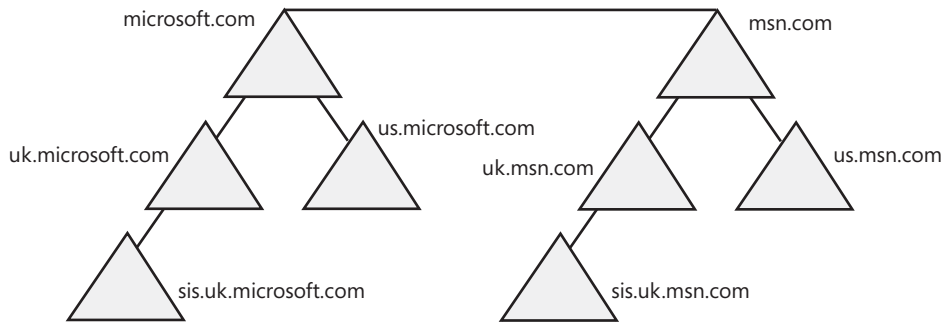 microsoft.com
msn.com
uk.microsoft.com
us.microsoft.com
uk.msn.com
us.msn.com
sis.uk.microsoft.com
sis.uk.msn.com